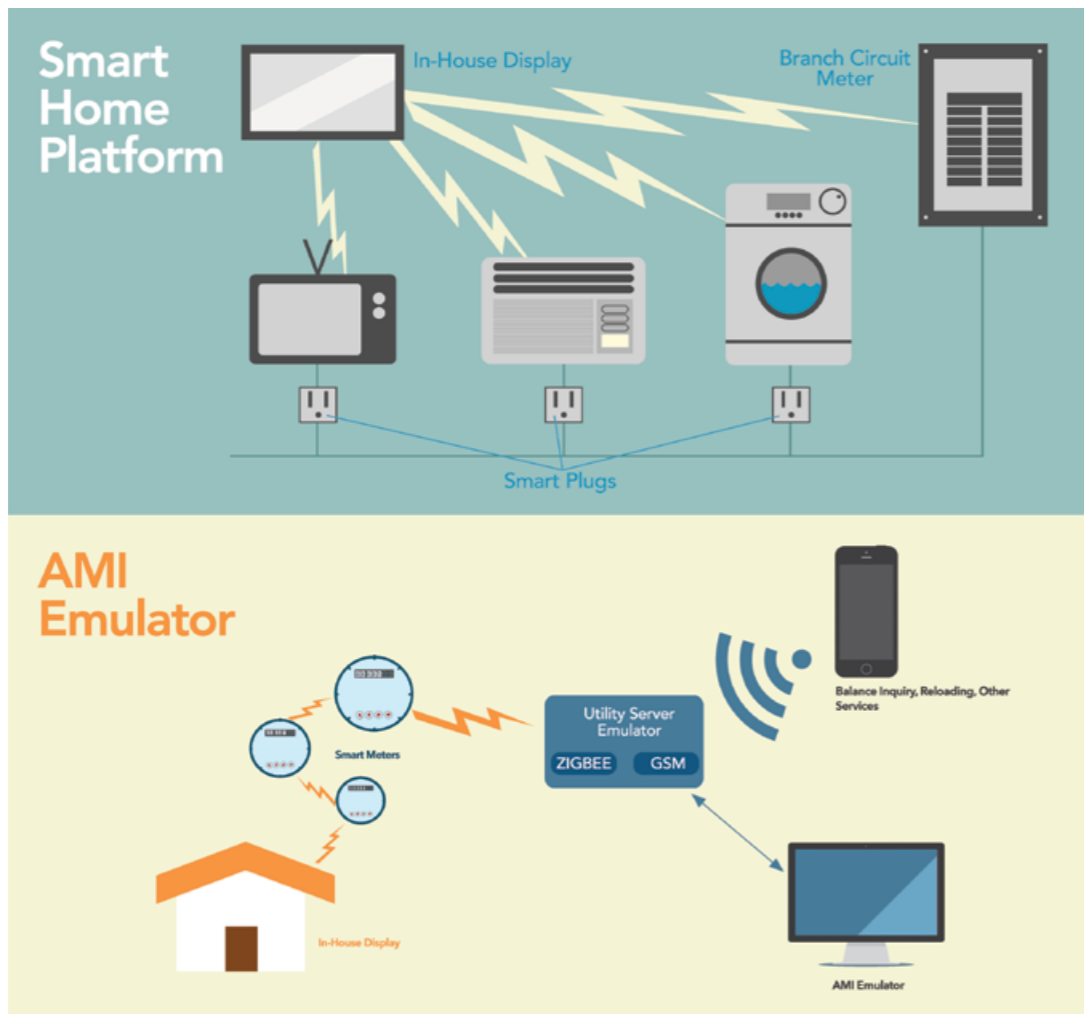 Smart
Home
Platform
In-House Display
Branch Circuit
Meter
Smart Plugs
AMI
Emulator
Smart Meters
In-House Display
Utility Server
Emulator
ZIGBEE
GSM
Balance Inquiry, Reloading, Other
Services
AMI Emulator